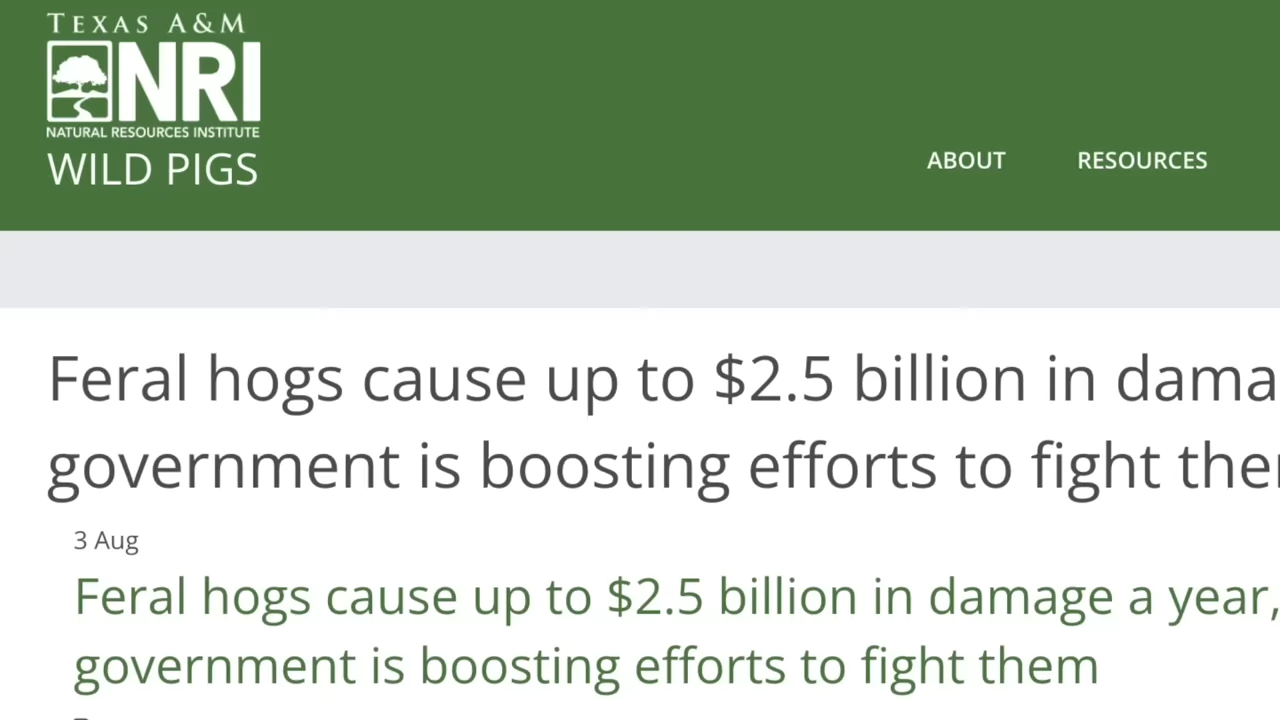 TEXAS A&M
NRI
NATURAL RESOURCES INSTITUTE
WILD PIGS
ABOUT
RESOURCES
Feral hogs cause up to $2.5 billion in dama
government is boosting efforts to fight the
3 Aug
Feral hogs cause up to $2.5 billion in damage a year,
government is boosting efforts to fight them